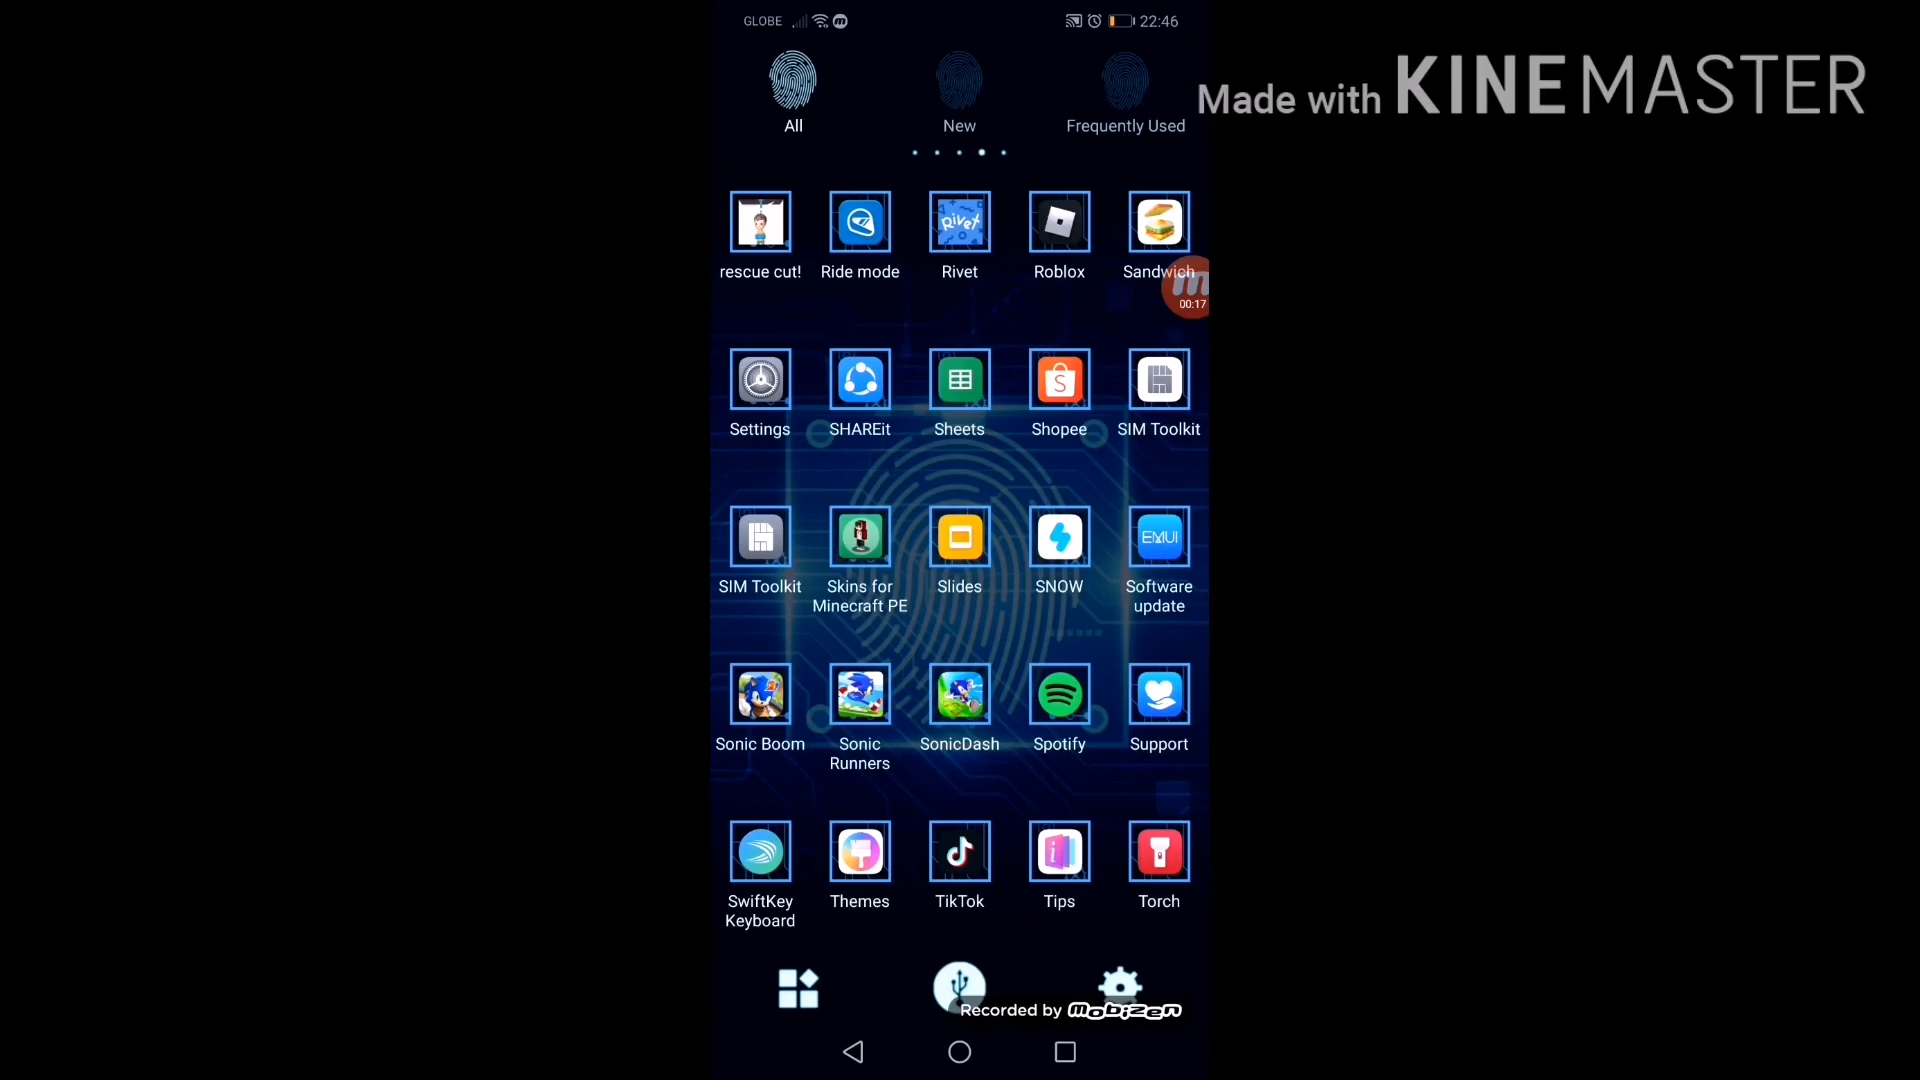 GLOBE
22:46
Made with KINEMASTER
All
New
Frequently Used
Rivet
rescue cut!
Ride mode
Rivet
Roblox
Sandwich
00:17
S
Settings
SHAREit
Sheets
Shopee
SIM Toolkit
EMUI
SIM Toolkit
Skins for
Minecraft PE
Slides
SNOW
Software
update
Sonic Boom
Sonic
Runners
SonicDash
Spotify
Support
i
SwiftKey
Keyboard
Themes
TikTok
Tips
Torch
Recorded by mobizen